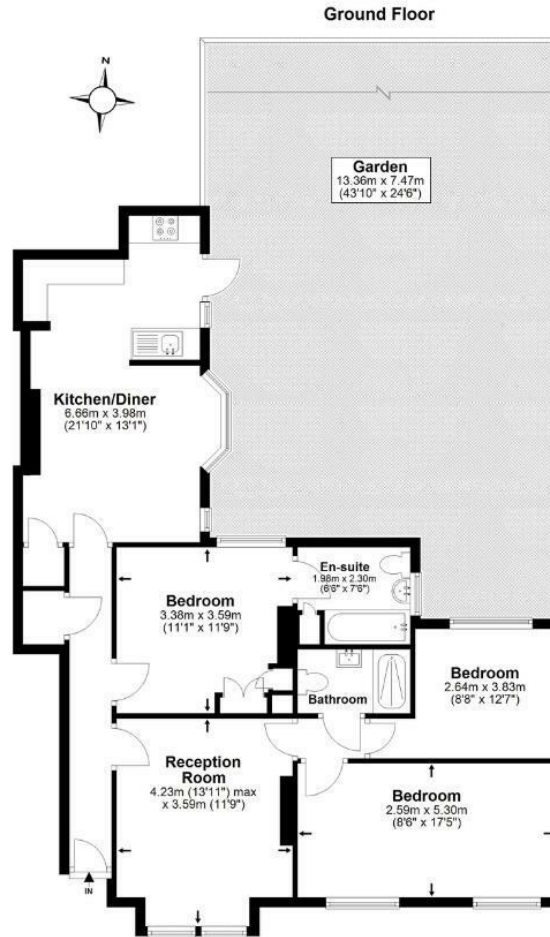 Ground Floor
N
Garden
13.36m x 7.47m
(43'10" x 24'6")
Kitchen/Diner
6.66m x 3.98m
(21'10" x 13'1")
En-suite
1.98m x 2.30m
(6'6" x 7'6")
Bedroom
3.38m x 3.59m
(11'1" x 11'9")
Bedroom
2.64m x 3.83m
(8'8" x 12'7")
Bathroom
Reception
Room
4.23m (13'11") max
x 3.59m (11'9")
Bedroom
2.59m x 5.30m
(8'6" x 17'5")
IN